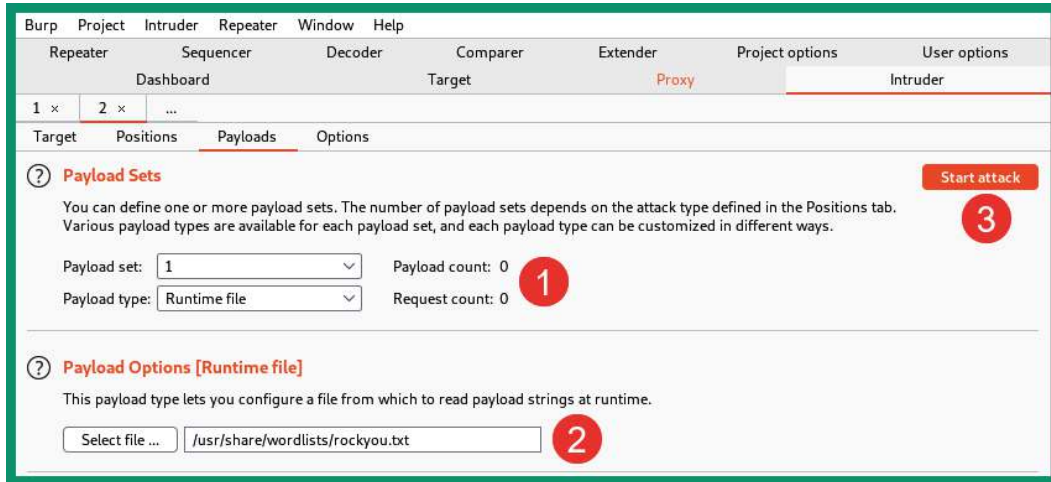 Burp Project Intruder Repeater Window Help
Repeater Sequencer Decoder Comparer Extender Project options User options
Dashboard Target Proxy Intruder
1 × 2 × ...
Target Positions Payloads Options
? Payload Sets Start attack
You can define one or more payload sets. The number of payload sets depends on the attack type defined in the Positions tab.
Various payload types are available for each payload set, and each payload type can be customized in different ways.
3
Payload set: 1 Payload count: 0
1
Payload type: Runtime file Request count: 0
? Payload Options [Runtime file]
This payload type lets you configure a file from which to read payload strings at runtime.
Select file ... /usr/share/wordlists/rockyou.txt 2